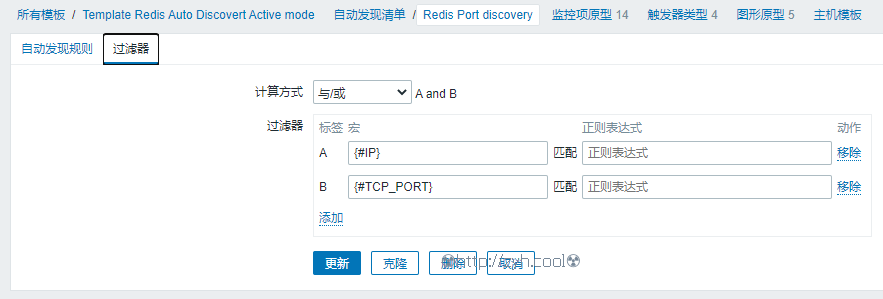 所有模板 / Template Redis Auto Discovert Active mode 自动发现清单 / Redis Port discovery 监控项原型 14 触发器类型 4 图形原型 5 主机模板
自动发现规则 过滤器
计算方式 与/或 A and B
过滤器 标签 宏 正则表达式 动作
A {#IP} 匹配 正则表达式 移除
B {#TCP_PORT} 匹配 正则表达式 移除
添加
更新 克隆 删除 取消